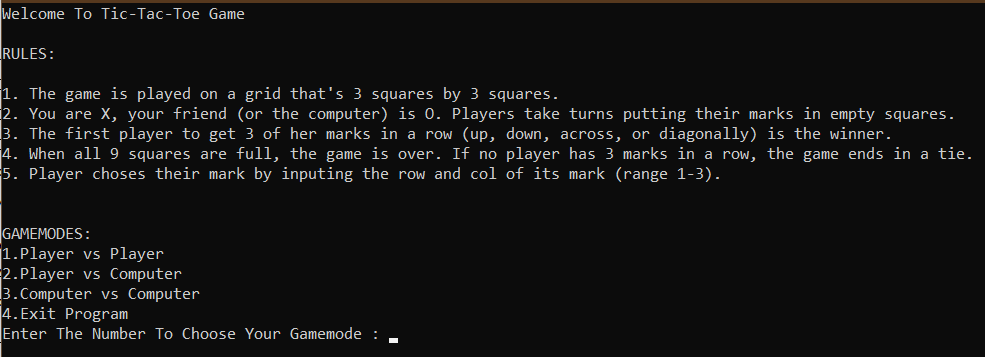 Welcome To Tic-Tac-Toe Game
RULES:
1. The game is played on a grid that's 3 squares by 3 squares.
2. You are X, your friend (or the computer) is O. Players take turns putting their marks in empty squares.
3. The first player to get 3 of her marks in a row (up, down, across, or diagonally) is the winner.
4. When all 9 squares are full, the game is over. If no player has 3 marks in a row, the game ends in a tie.
5. Player choses their mark by inputing the row and col of its mark (range 1-3).
GAMEMODES:
1.Player vs Player
2.Player vs Computer
3.Computer vs Computer
4.Exit Program
Enter The Number To Choose Your Gamemode :